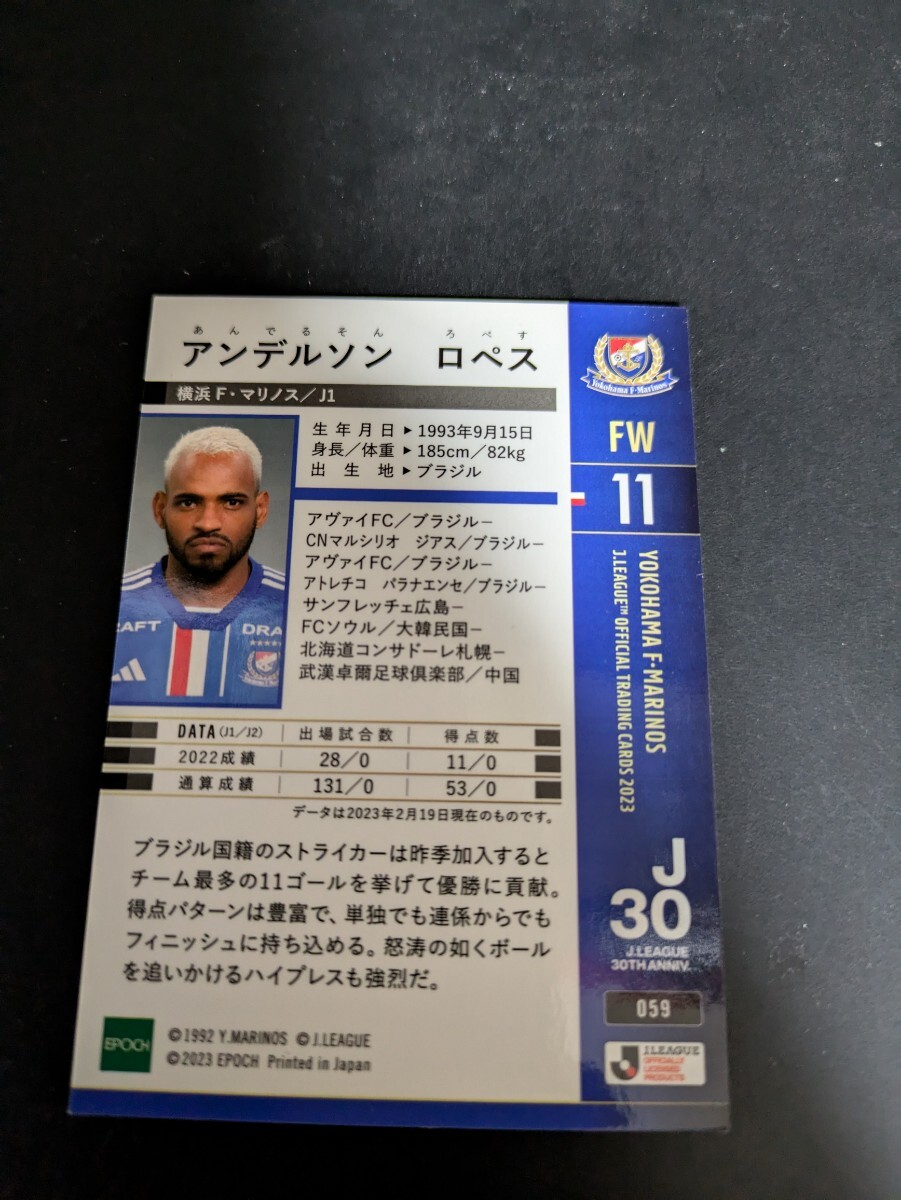 あんでるそん　ろぺす
アンデルソン　ロペス
横浜 F・マリノス／J1
生年月日▶1993年9月15日
身長／体重▶185cm／82kg
出生地▶ブラジル
アヴァイFC／ブラジル－
CNマルシリオ　ジアス／ブラジル－
アヴァイFC／ブラジル－
アトレチコ　パラナエンセ／ブラジル－
サンフレッチェ広島－
FCソウル／大韓民国－
北海道コンサドーレ札幌－
武漢卓爾足球倶楽部／中国
DATA（J1／J2）　出場試合数　得点数
2022成績　28／0　11／0
通算成績　131／0　53／0
データは2023年2月19日現在のものです。
ブラジル国籍のストライカーは昨季加入すると
チーム最多の11ゴールを挙げて優勝に貢献。
得点パターンは豊富で、単独でも連係からでも
フィニッシュに持ち込める。怒涛の如くボール
を追いかけるハイプレスも強烈だ。
EPOCH
©1992 Y.MARINOS ©J.LEAGUE
©2023 EPOCH Printed in Japan
Yokohama F·Marinos
FW
11
YOKOHAMA F·MARINOS
J.LEAGUE™ OFFICIAL TRADING CARDS 2023
J
30
J.LEAGUE
30TH ANNIV.
059
J.LEAGUE
OFFICIALLY
LICENSED
PRODUCTS
RAFT
DRA